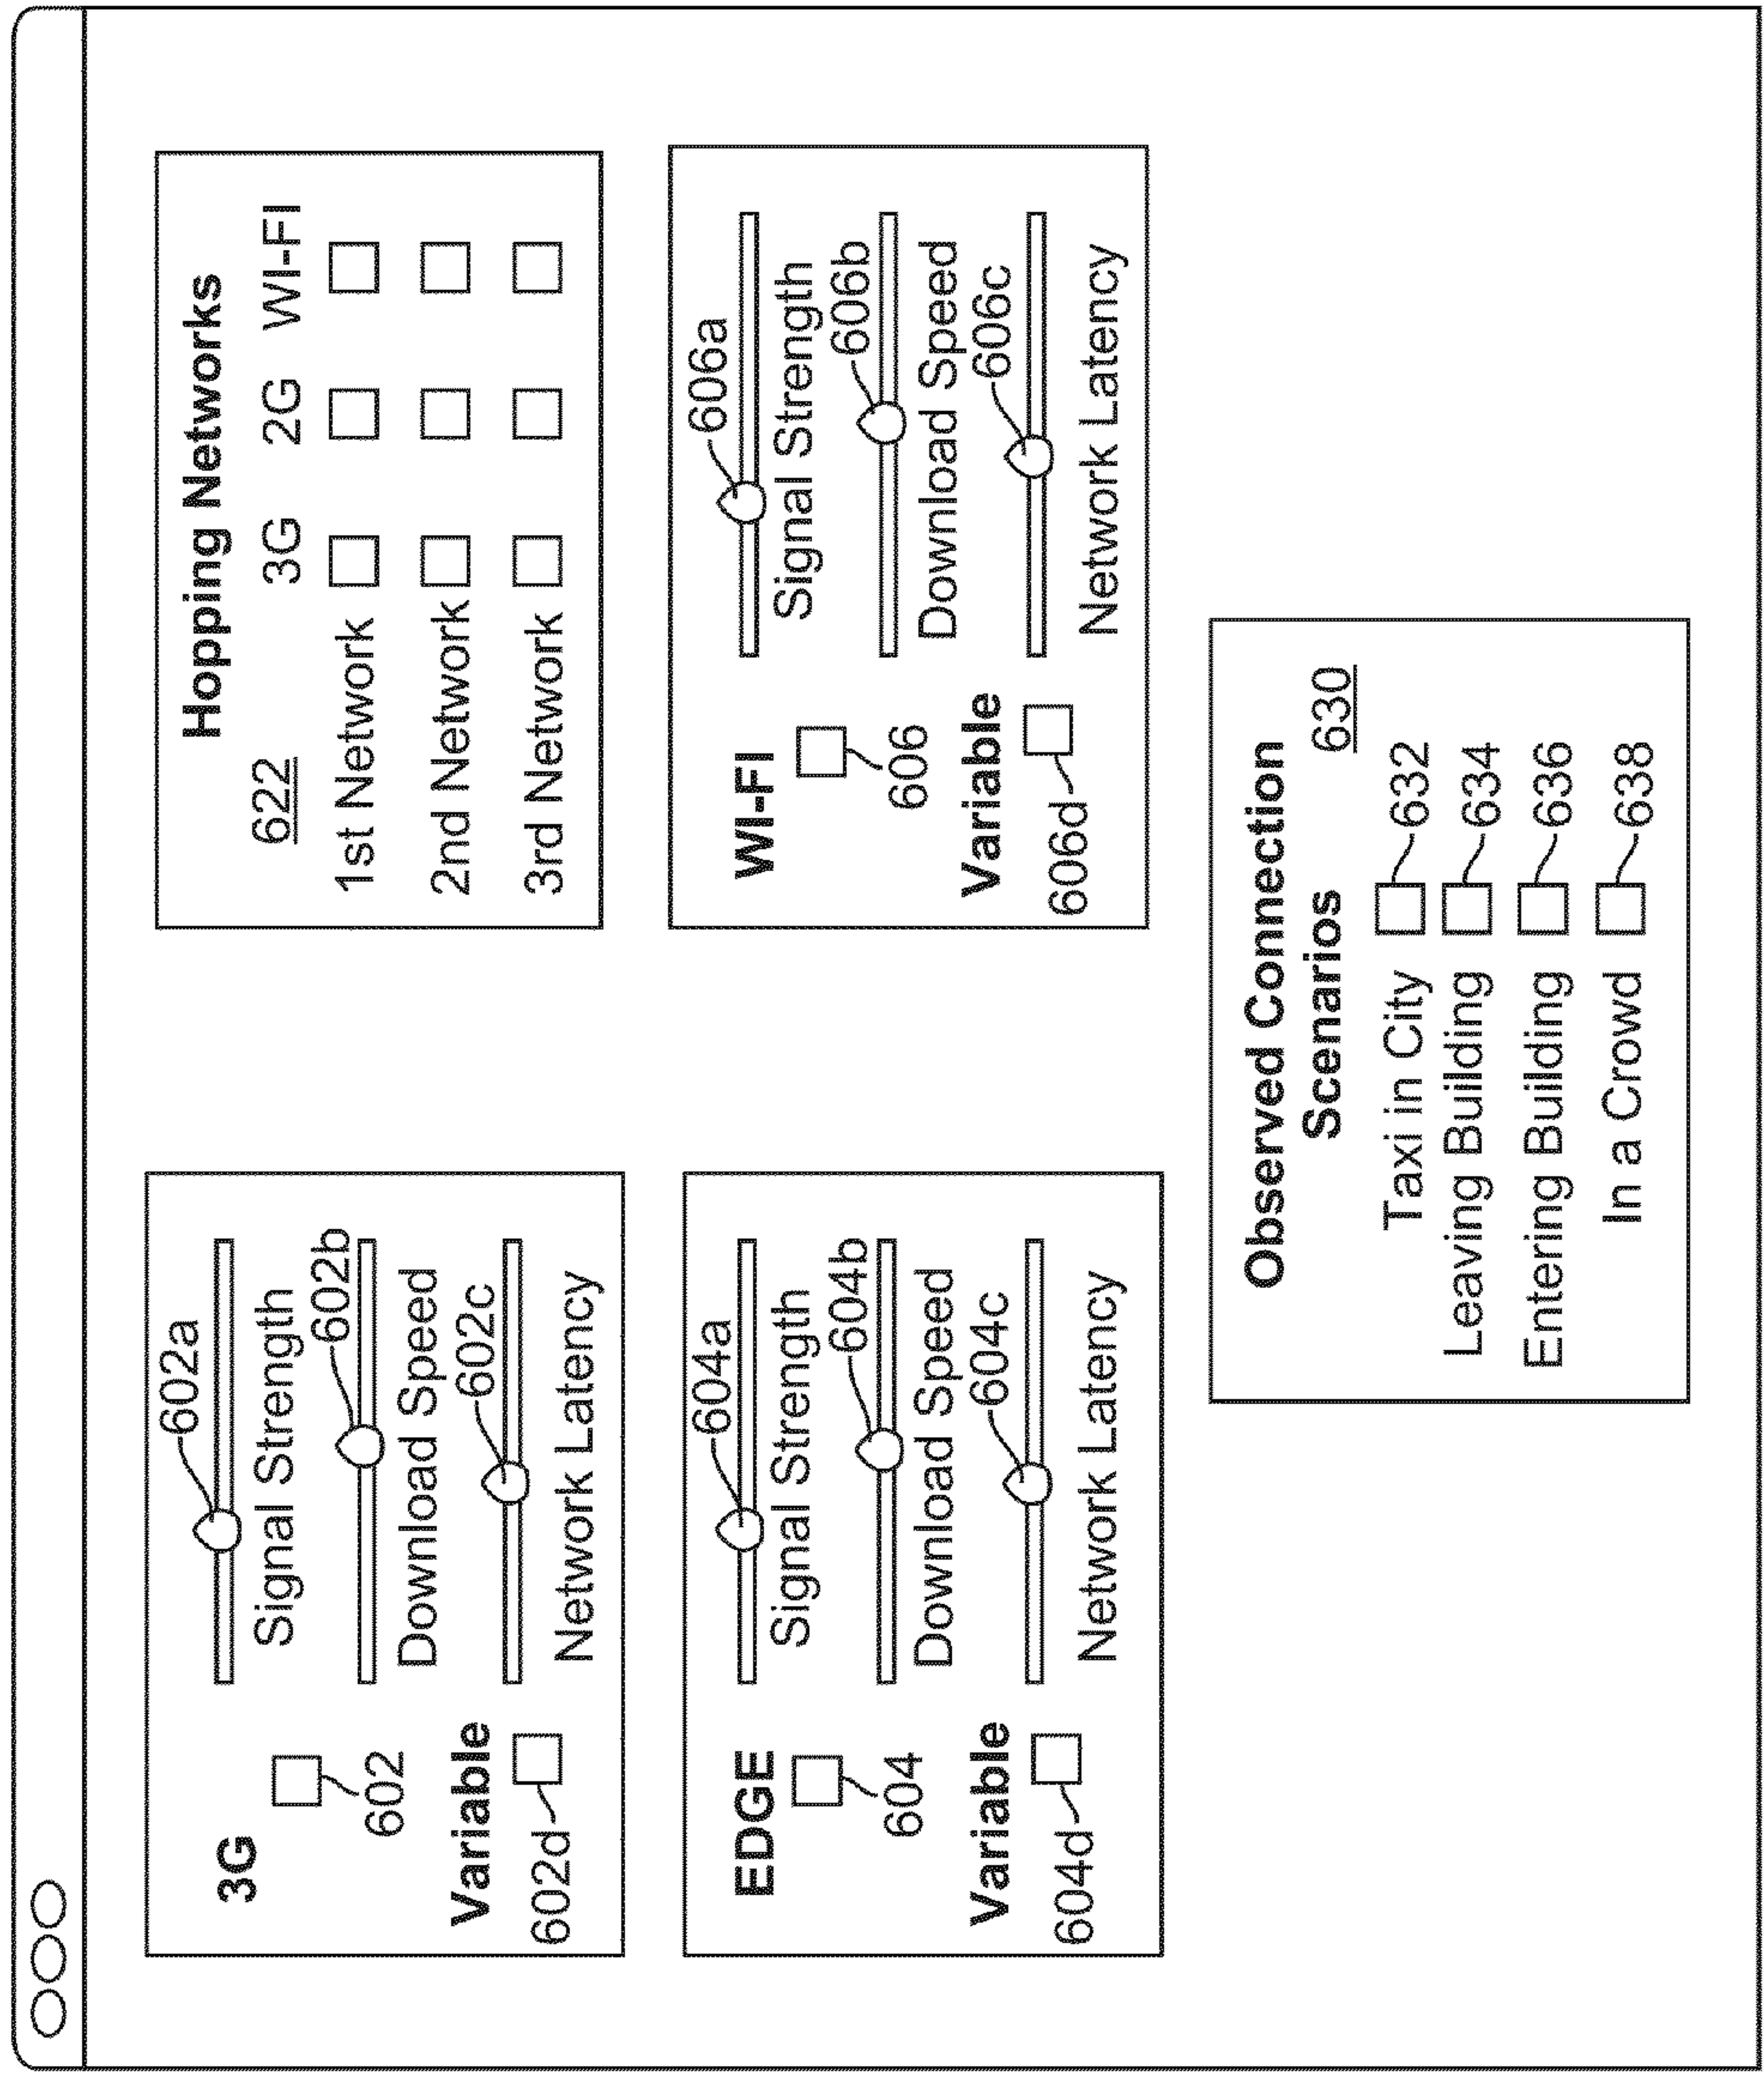 3G
602
Variable
602d
602a
Signal Strength
602b
Download Speed
602c
Network Latency
Hopping Networks
622
3G 2G WI-FI
1st Network
2nd Network
3rd Network
EDGE
604
Variable
604d
604a
Signal Strength
604b
Download Speed
604c
Network Latency
WI-FI
606
Variable
606d
606a
Signal Strength
606b
Download Speed
606c
Network Latency
Observed Connection
Scenarios
630
Taxi in City 632
Leaving Building 634
Entering Building 636
In a Crowd 638